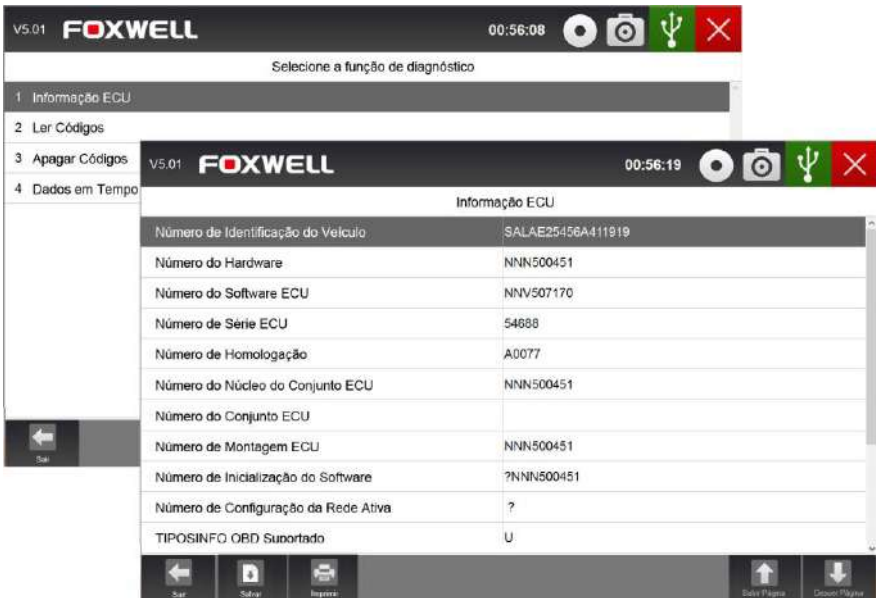 V5.01 FOXWELL 00:56:08
Selecione a função de diagnóstico
1 Informação ECU
2 Ler Códigos
3 Apagar Códigos
4 Dados em Tempo
Sair
V5.01 FOXWELL 00:56:19
Informação ECU
Número de Identificação do Veículo SALAE25456A411919
Número do Hardware NNN500451
Número do Software ECU NNV507170
Número de Série ECU 54688
Número de Homologação A0077
Número do Núcleo do Conjunto ECU NNN500451
Número do Conjunto ECU
Número de Montagem ECU NNN500451
Número de Inicialização do Software ?NNN500451
Número de Configuração da Rede Ativa ?
TIPOSINFO OBD Suportado U
Sair Salvar Imprimir Subir Página Descer Página